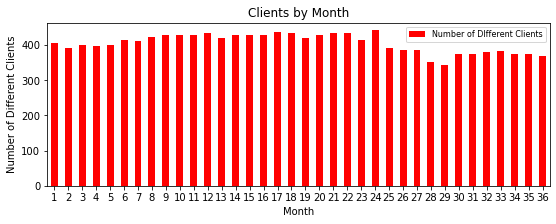 Clients by Month
Number of DIfferent Clients
Number of Different Clients
400
300
200
100
0
1 2 3 4 5 6 7 8 9 10 11 12 13 14 15 16 17 18 19 20 21 22 23 24 25 26 27 28 29 30 31 32 33 34 35 36
Month